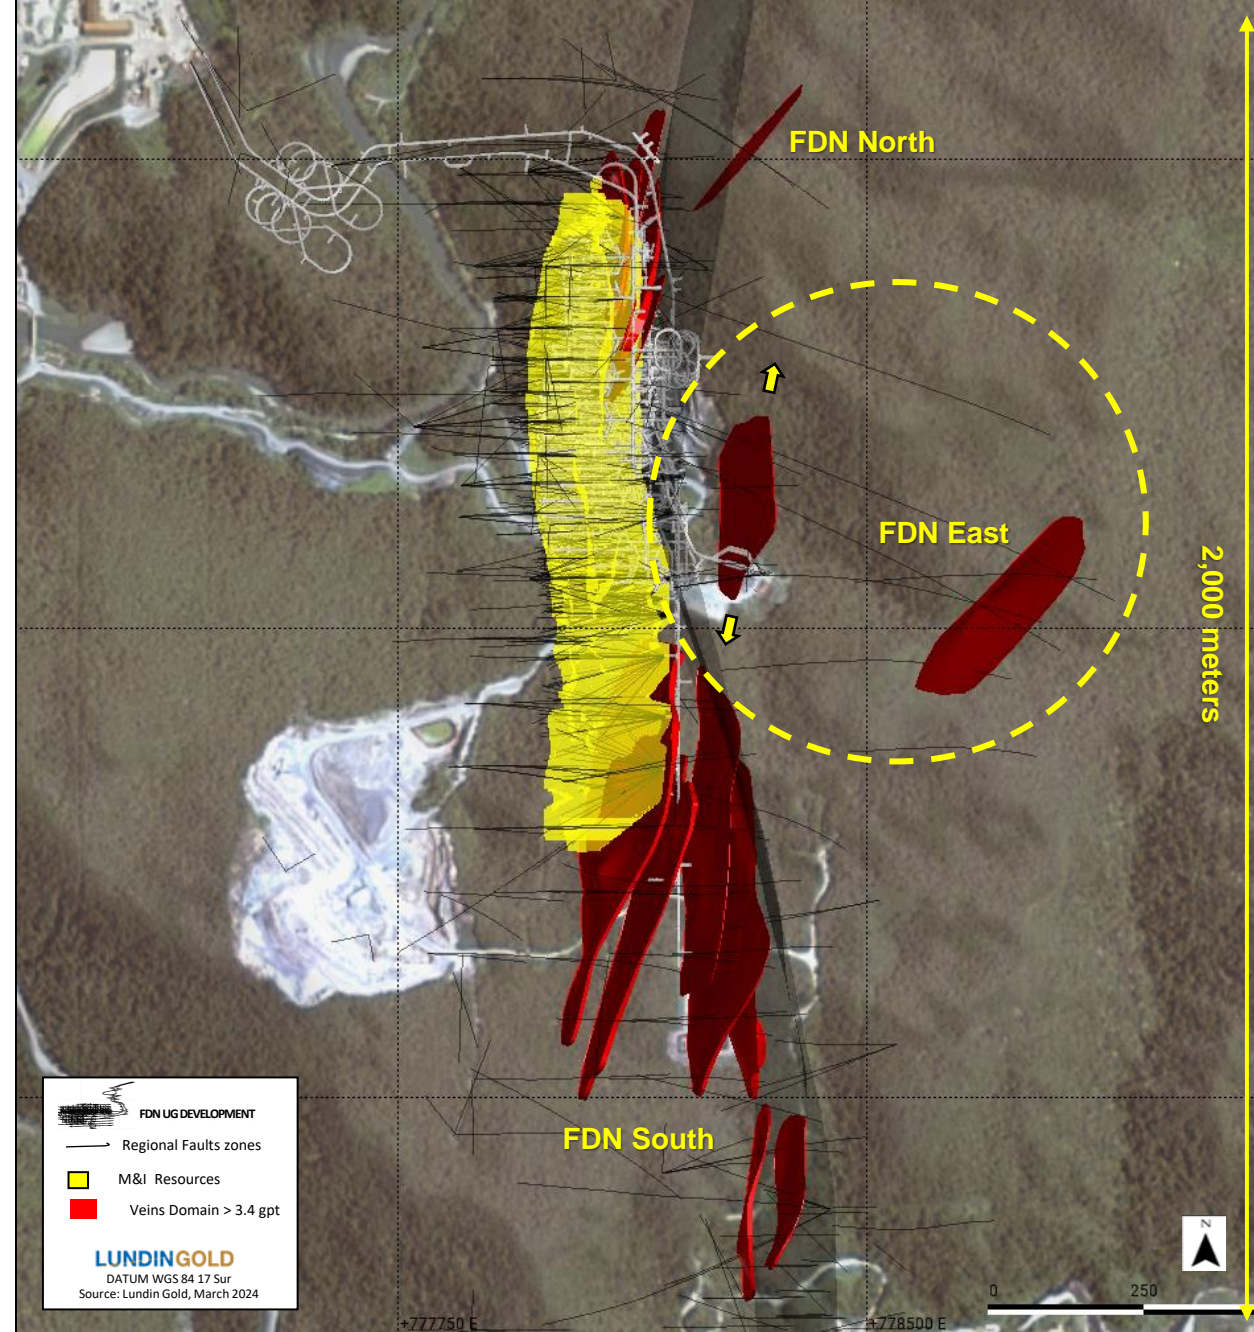 FDN North
FDN East
2,000 meters
FDN South
FDN UG DEVELOPMENT
Regional Faults zones
M&I Resources
Veins Domain > 3.4 gpt
LUNDINGOLD
DATUM WGS 84 17 Sur
Source: Lundin Gold, March 2024
N
0 250
+777750 E
+778500 E